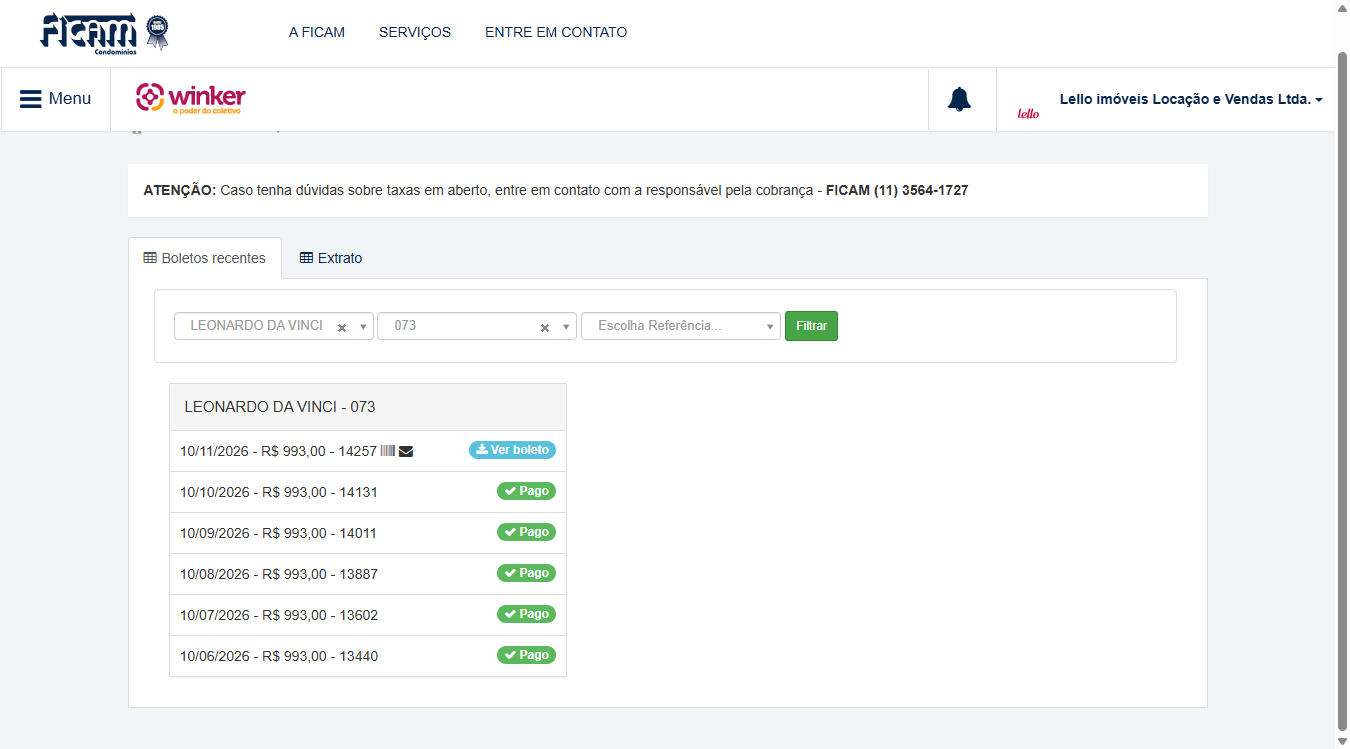 FICAM
Condomínios
1985
A FICAM
SERVIÇOS
ENTRE EM CONTATO
Menu
winker
o poder do coletivo
lello
Lello imóveis Locação e Vendas Ltda.
ATENÇÃO: Caso tenha dúvidas sobre taxas em aberto, entre em contato com a responsável pela cobrança - FICAM (11) 3564-1727
Boletos recentes
Extrato
LEONARDO DA VINCI
073
Escolha Referência...
Filtrar
LEONARDO DA VINCI - 073
10/11/2026 - R$ 993,00 - 14257 Ver boleto
10/10/2026 - R$ 993,00 - 14131 Pago
10/09/2026 - R$ 993,00 - 14011 Pago
10/08/2026 - R$ 993,00 - 13887 Pago
10/07/2026 - R$ 993,00 - 13602 Pago
10/06/2026 - R$ 993,00 - 13440 Pago